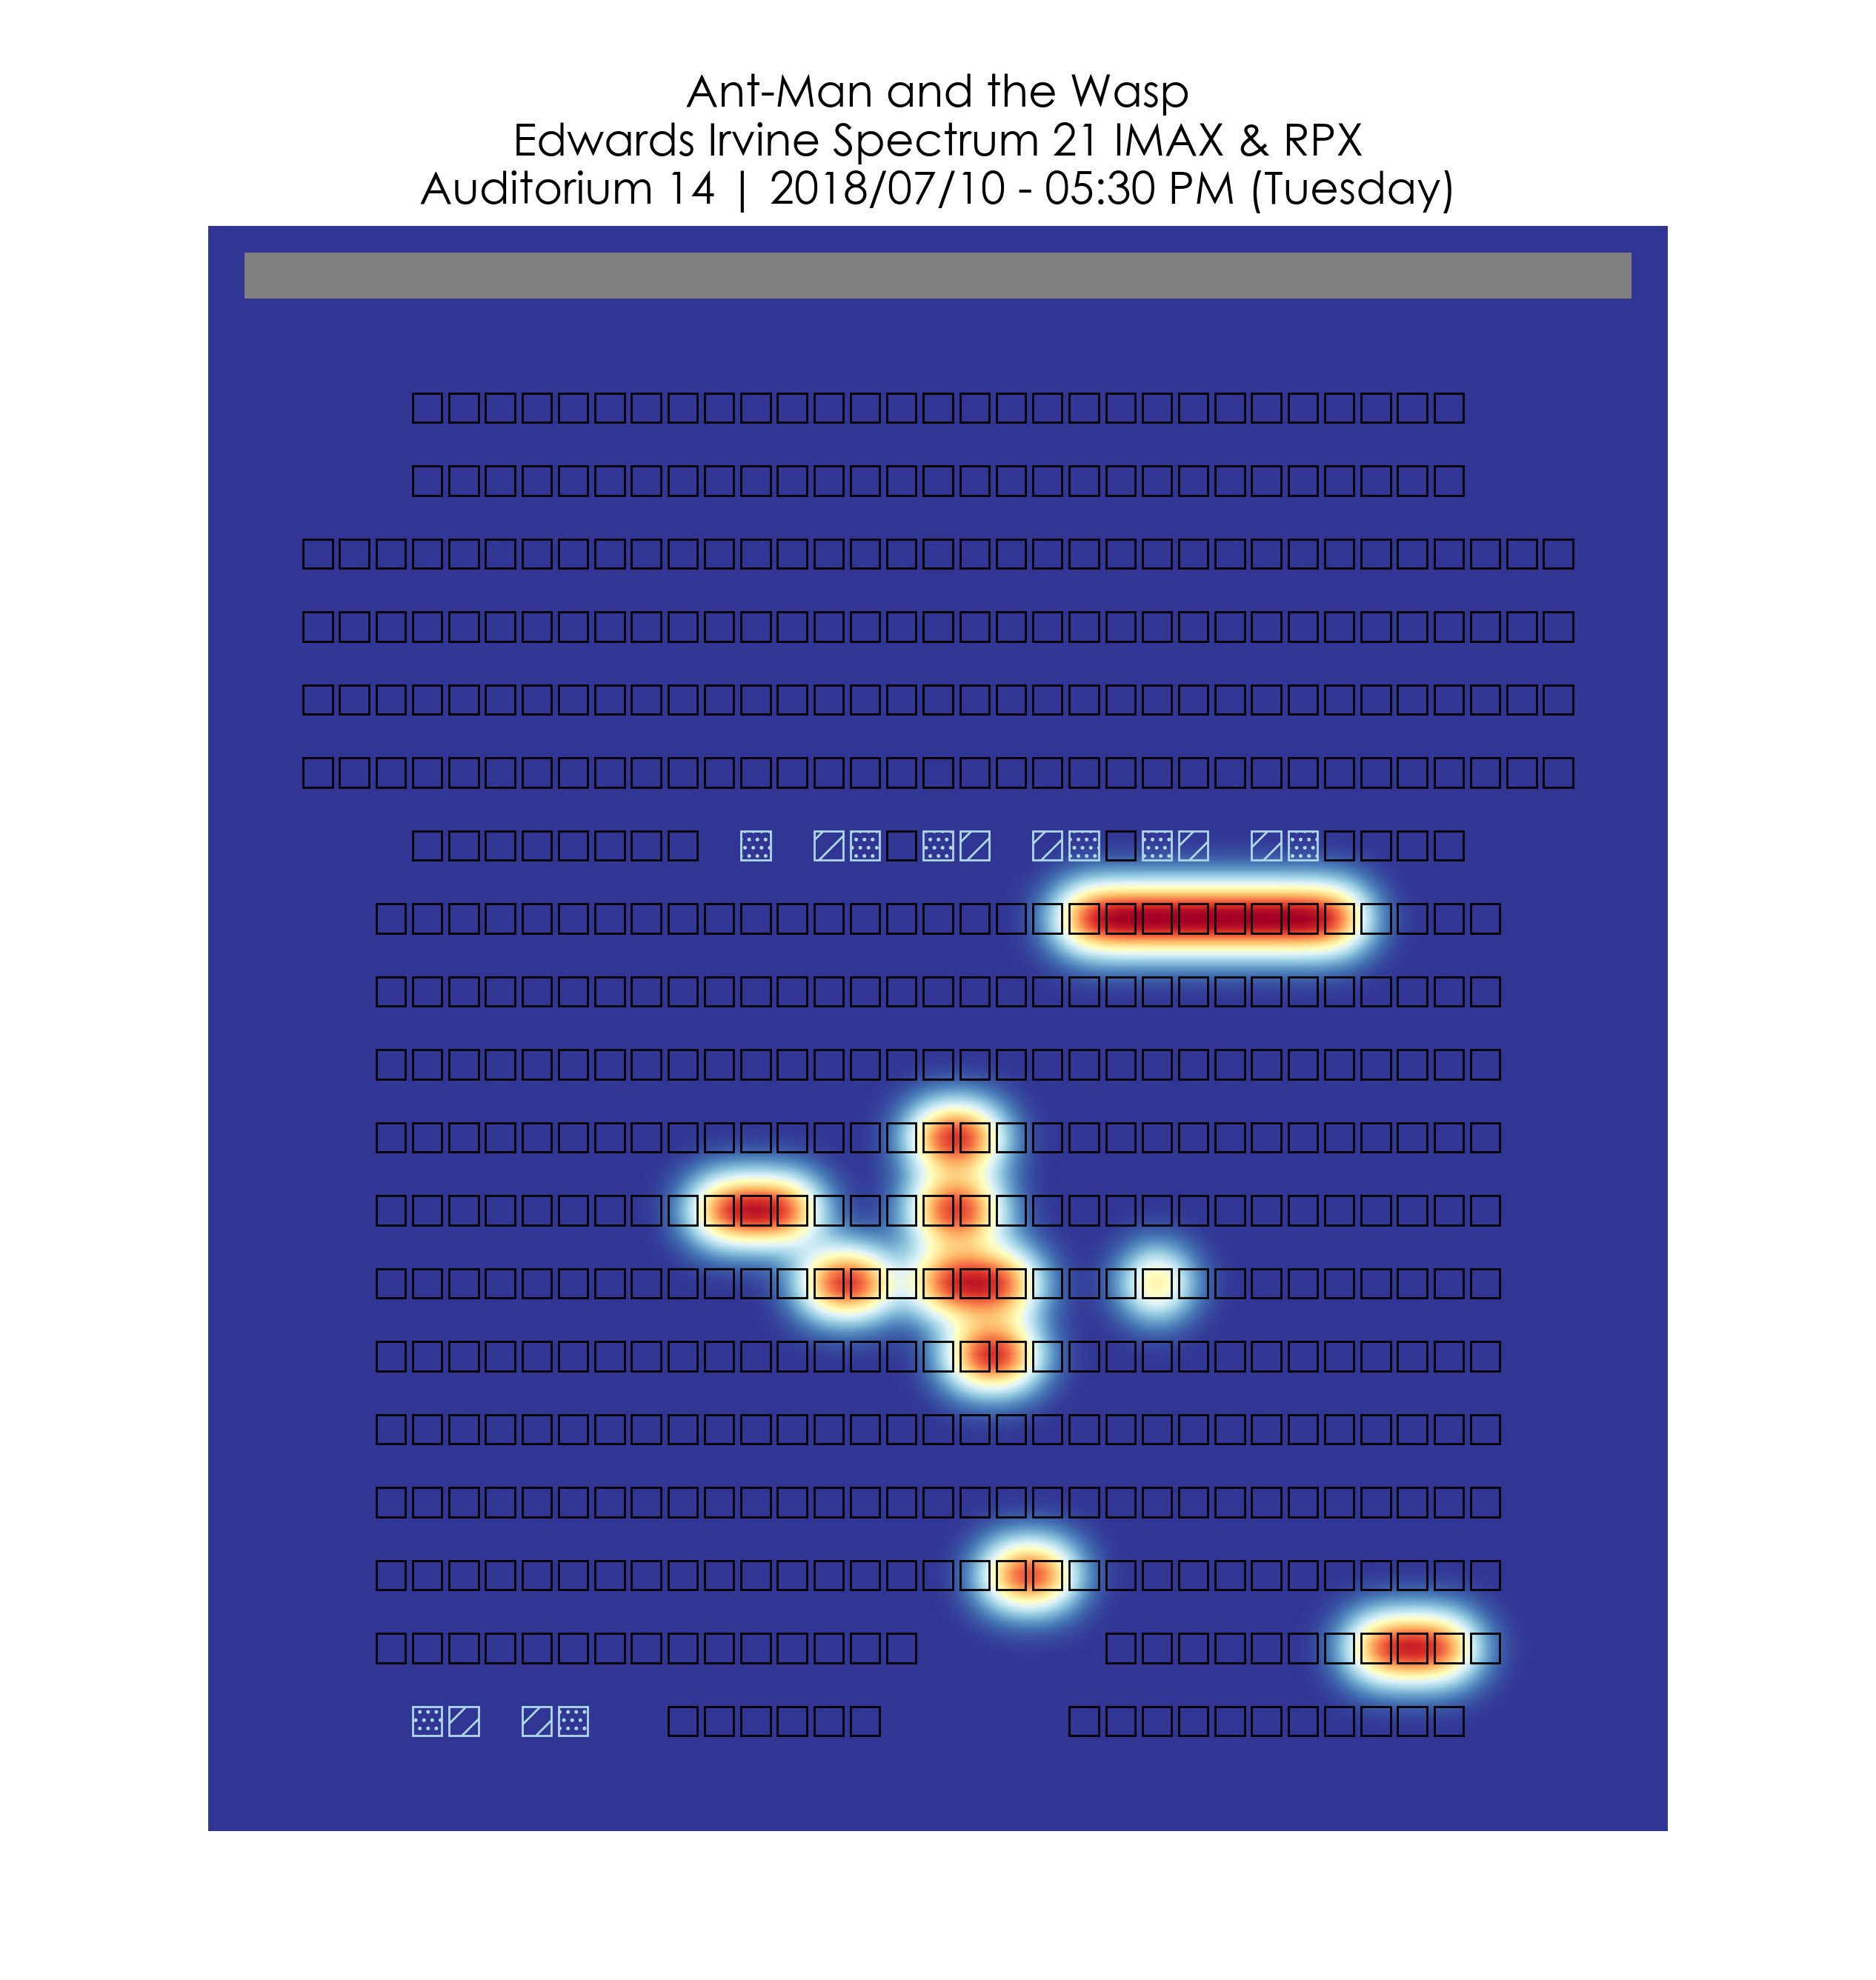 Ant-Man and the Wasp
Edwards Irvine Spectrum 21 IMAX & RPX
Auditorium 14 | 2018/07/10 - 05:30 PM (Tuesday)